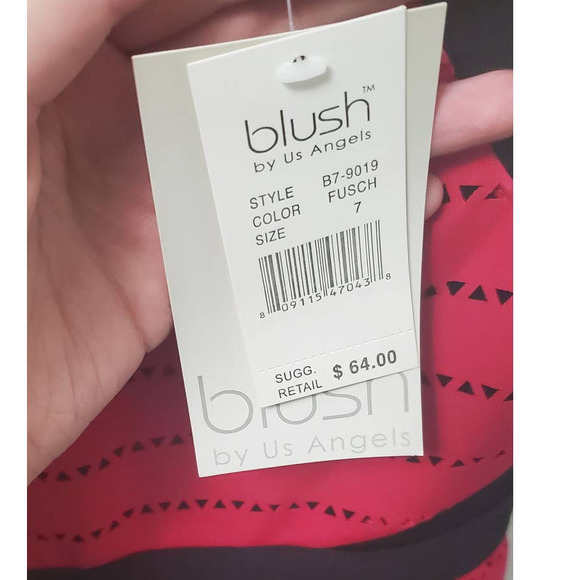 blush™
by Us Angels
STYLE B7-9019
COLOR FUSCH
SIZE 7
8 09115 47043 8
SUGG. RETAIL $ 64.00
blush
by Us Angels